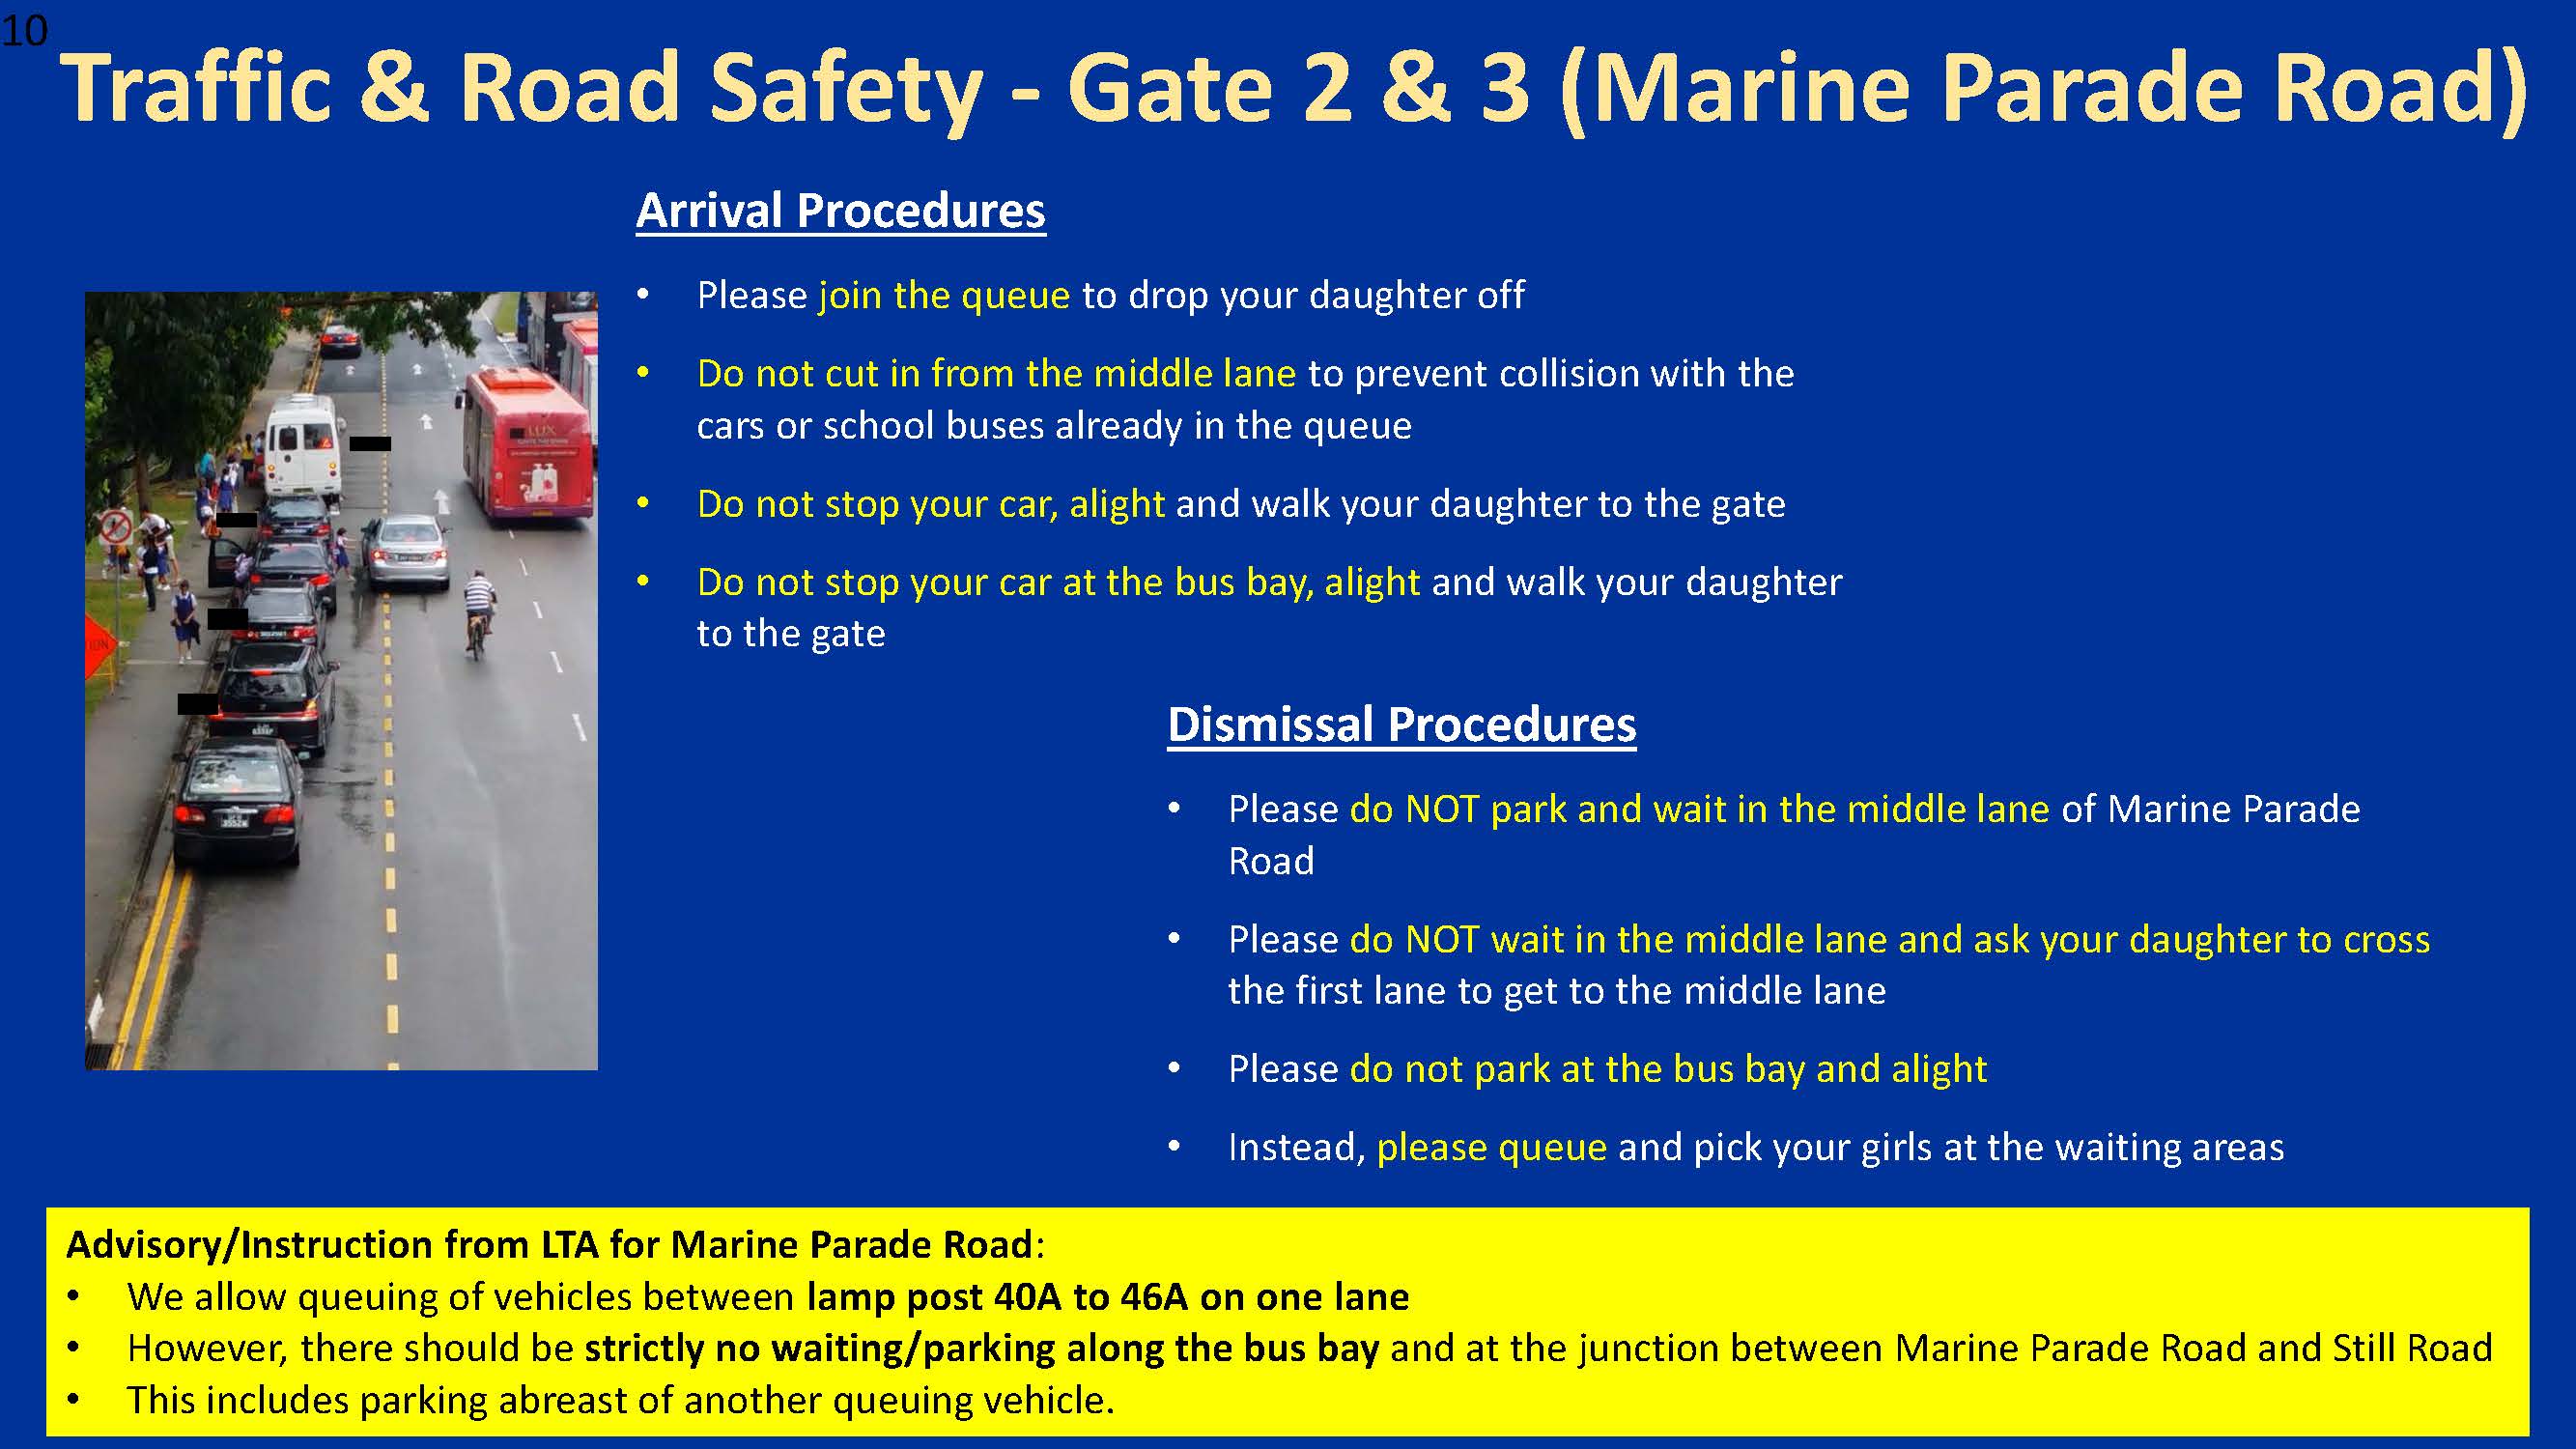 10
Traffic & Road Safety - Gate 2 & 3 (Marine Parade Road)
Arrival Procedures
• Please join the queue to drop your daughter off
• Do not cut in from the middle lane to prevent collision with the
cars or school buses already in the queue
• Do not stop your car, alight and walk your daughter to the gate
• Do not stop your car at the bus bay, alight and walk your daughter
to the gate
LUX
Dismissal Procedures
• Please do NOT park and wait in the middle lane of Marine Parade
Road
• Please do NOT wait in the middle lane and ask your daughter to cross
the first lane to get to the middle lane
• Please do not park at the bus bay and alight
• Instead, please queue and pick your girls at the waiting areas
Advisory/Instruction from LTA for Marine Parade Road:
• We allow queuing of vehicles between lamp post 40A to 46A on one lane
• However, there should be strictly no waiting/parking along the bus bay and at the junction between Marine Parade Road and Still Road
• This includes parking abreast of another queuing vehicle.